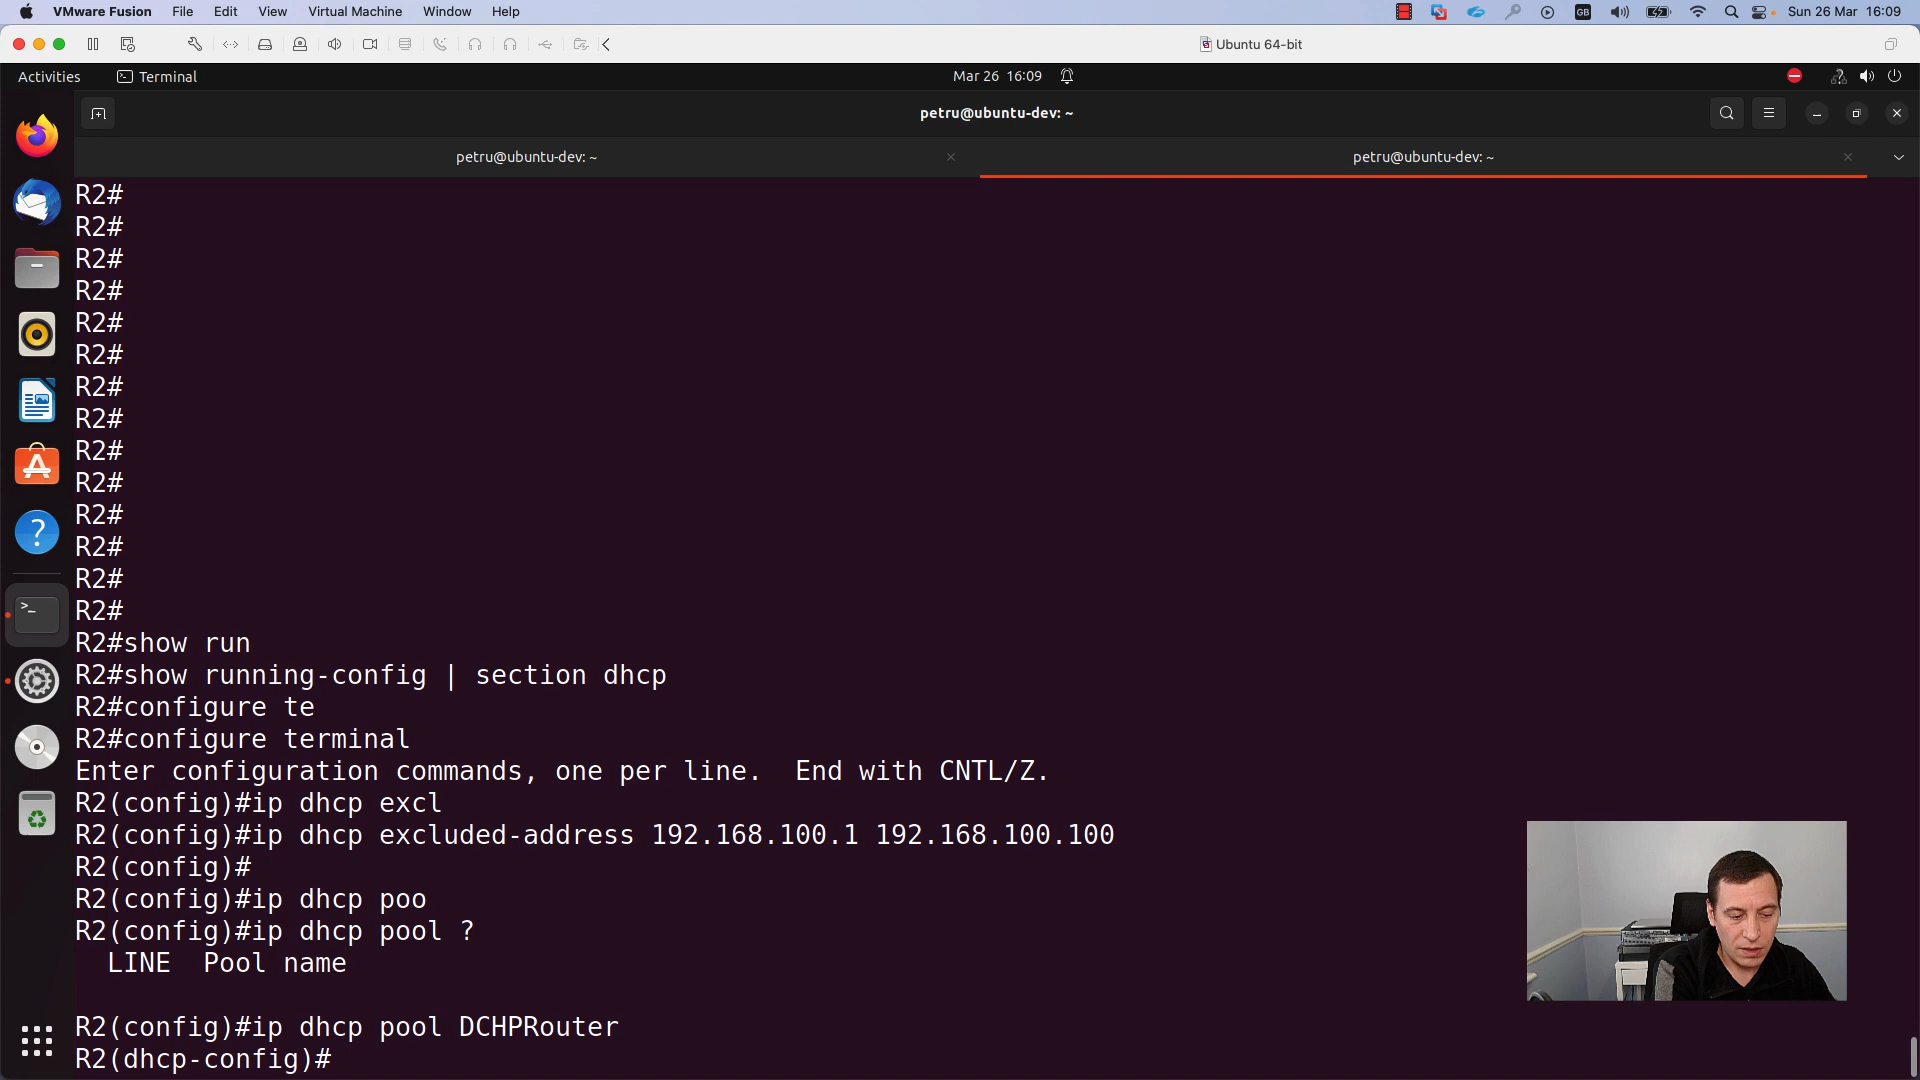 VMware Fusion File Edit View Virtual Machine Window Help GB Sun 26 Mar 16:09
Ubuntu 64-bit
Activities Terminal Mar 26 16:09
petru@ubuntu-dev: ~
petru@ubuntu-dev: ~ petru@ubuntu-dev: ~
R2#
R2#
R2#
R2#
R2#
R2#
R2#
R2#
R2#
R2#
R2#
R2#
R2#
R2#
R2#show run
R2#show running-config | section dhcp
R2#configure te
R2#configure terminal
Enter configuration commands, one per line.  End with CNTL/Z.
R2(config)#ip dhcp excl
R2(config)#ip dhcp excluded-address 192.168.100.1 192.168.100.100
R2(config)#
R2(config)#ip dhcp poo
R2(config)#ip dhcp pool ?
  LINE  Pool name
R2(config)#ip dhcp pool DCHPRouter
R2(dhcp-config)#